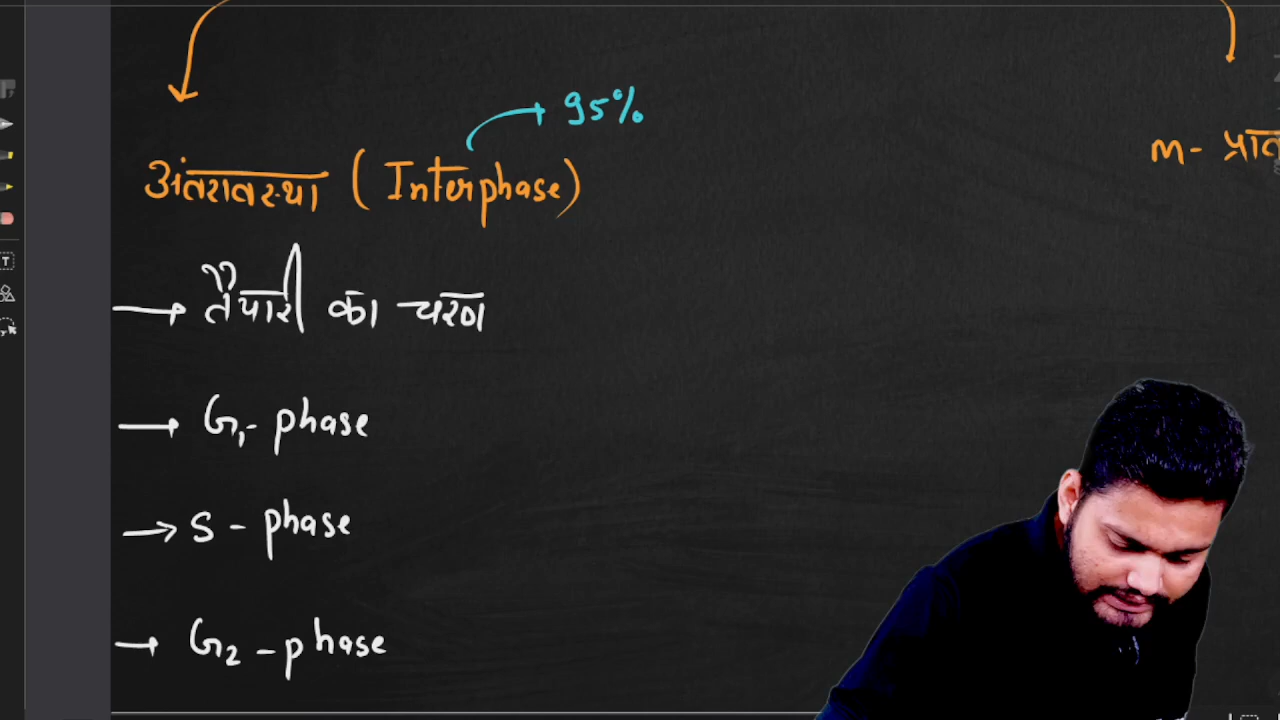 95%
अंतरावस्था (Interphase)
m-
→ तैयारी का चरण
→ G₁- phase
→ S - phase
→ G₂ - phase